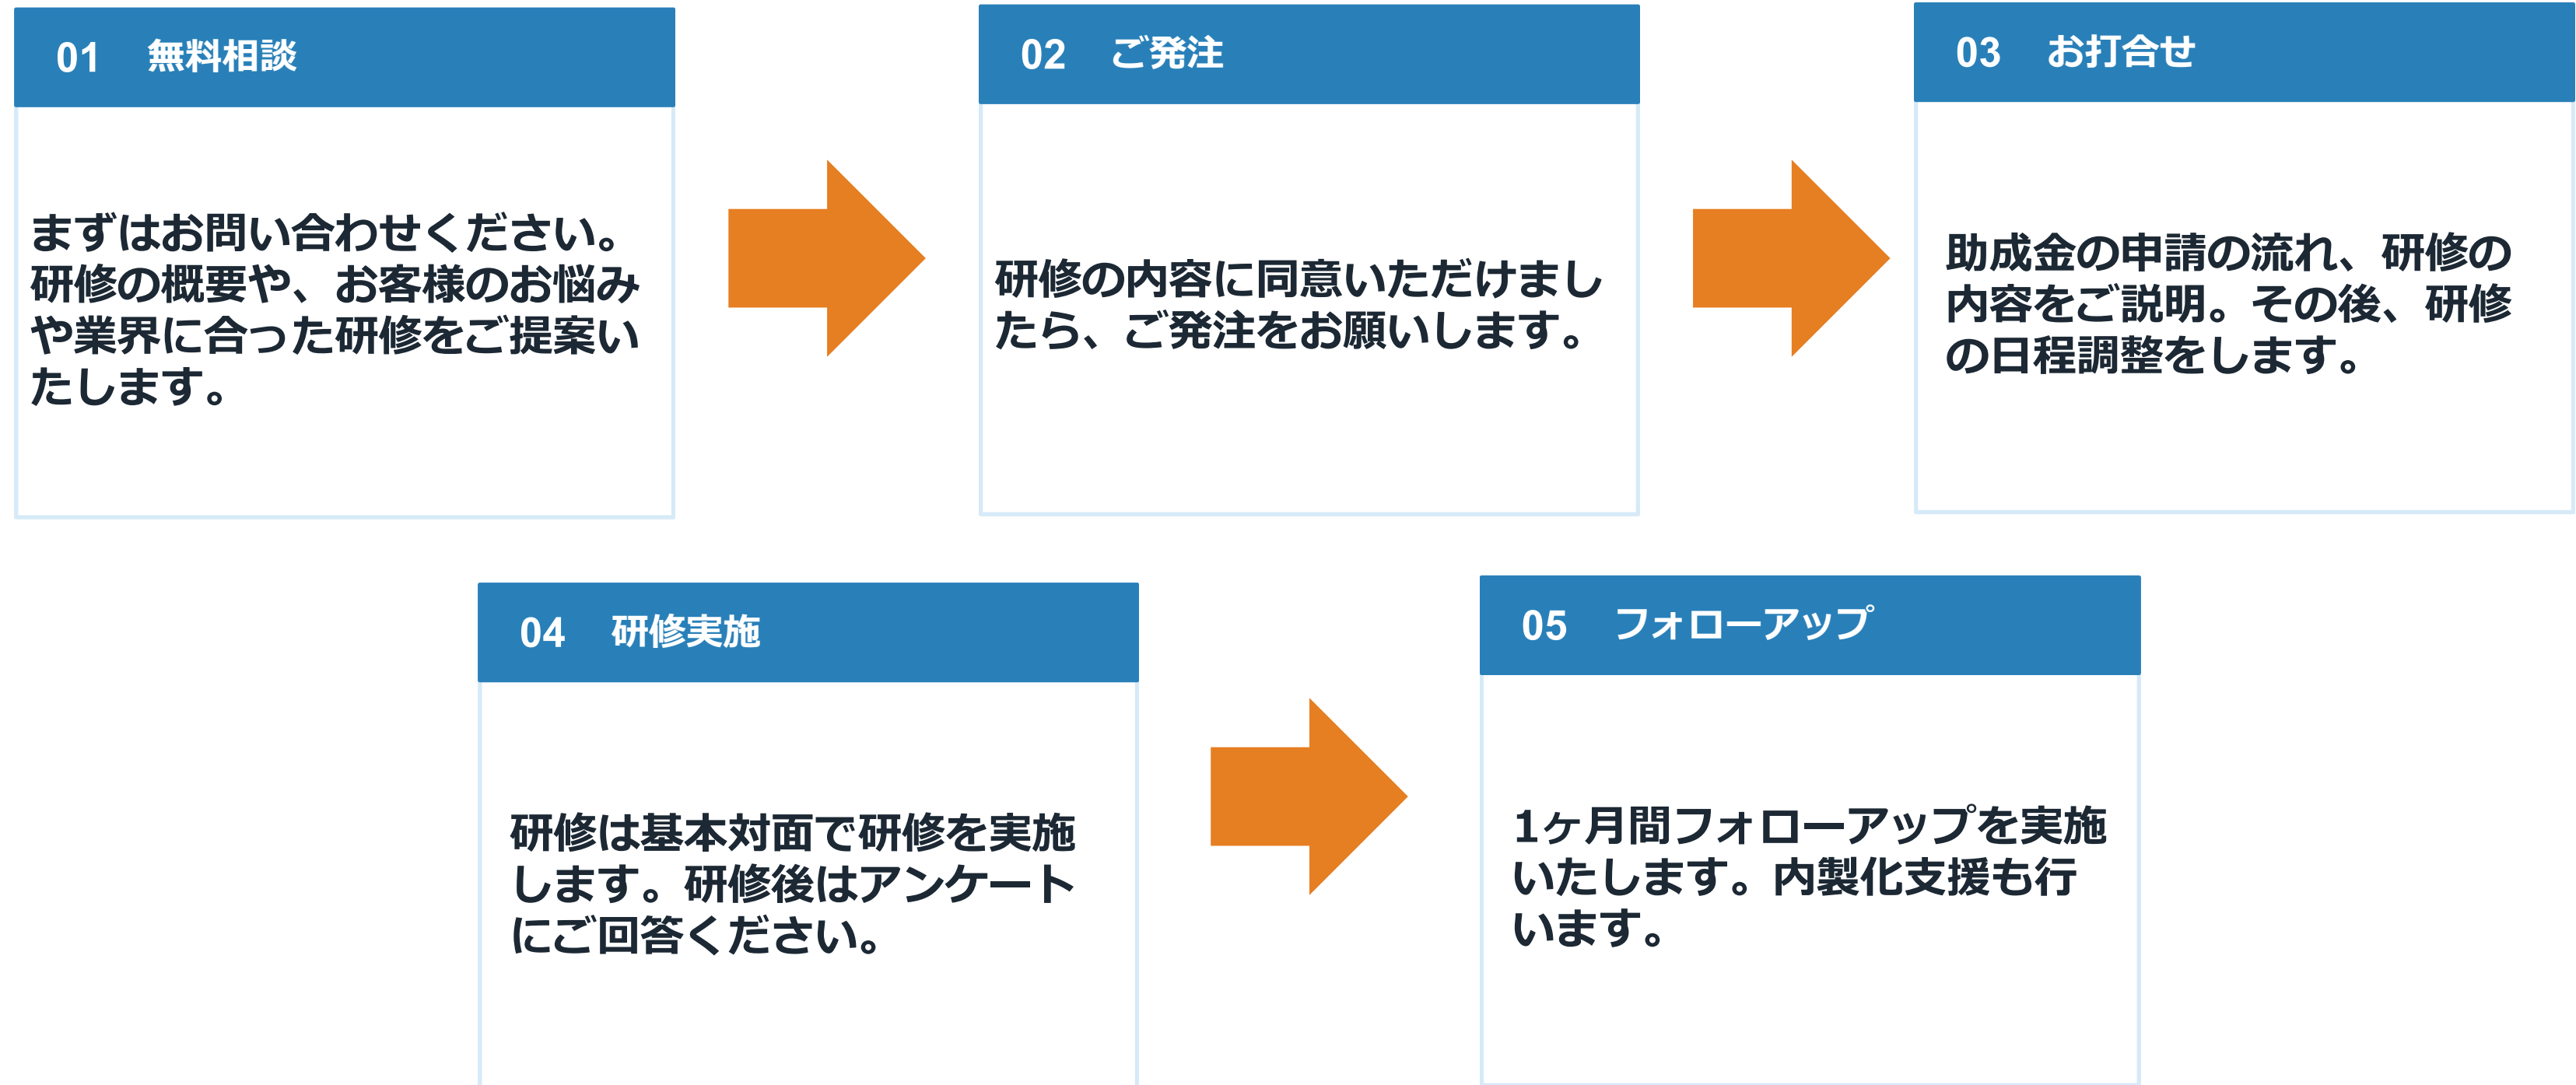 01 無料相談
まずはお問い合わせください。
研修の概要や、お客様のお悩み
や業界に合った研修をご提案い
たします。
02 ご発注
研修の内容に同意いただけまし
たら、ご発注をお願いします。
03 お打合せ
助成金の申請の流れ、研修の
内容をご説明。その後、研修
の日程調整をします。
04 研修実施
研修は基本対面で研修を実施
します。研修後はアンケート
にご回答ください。
05 フォローアップ
1ヶ月間フォローアップを実施
いたします。内製化支援も行
います。